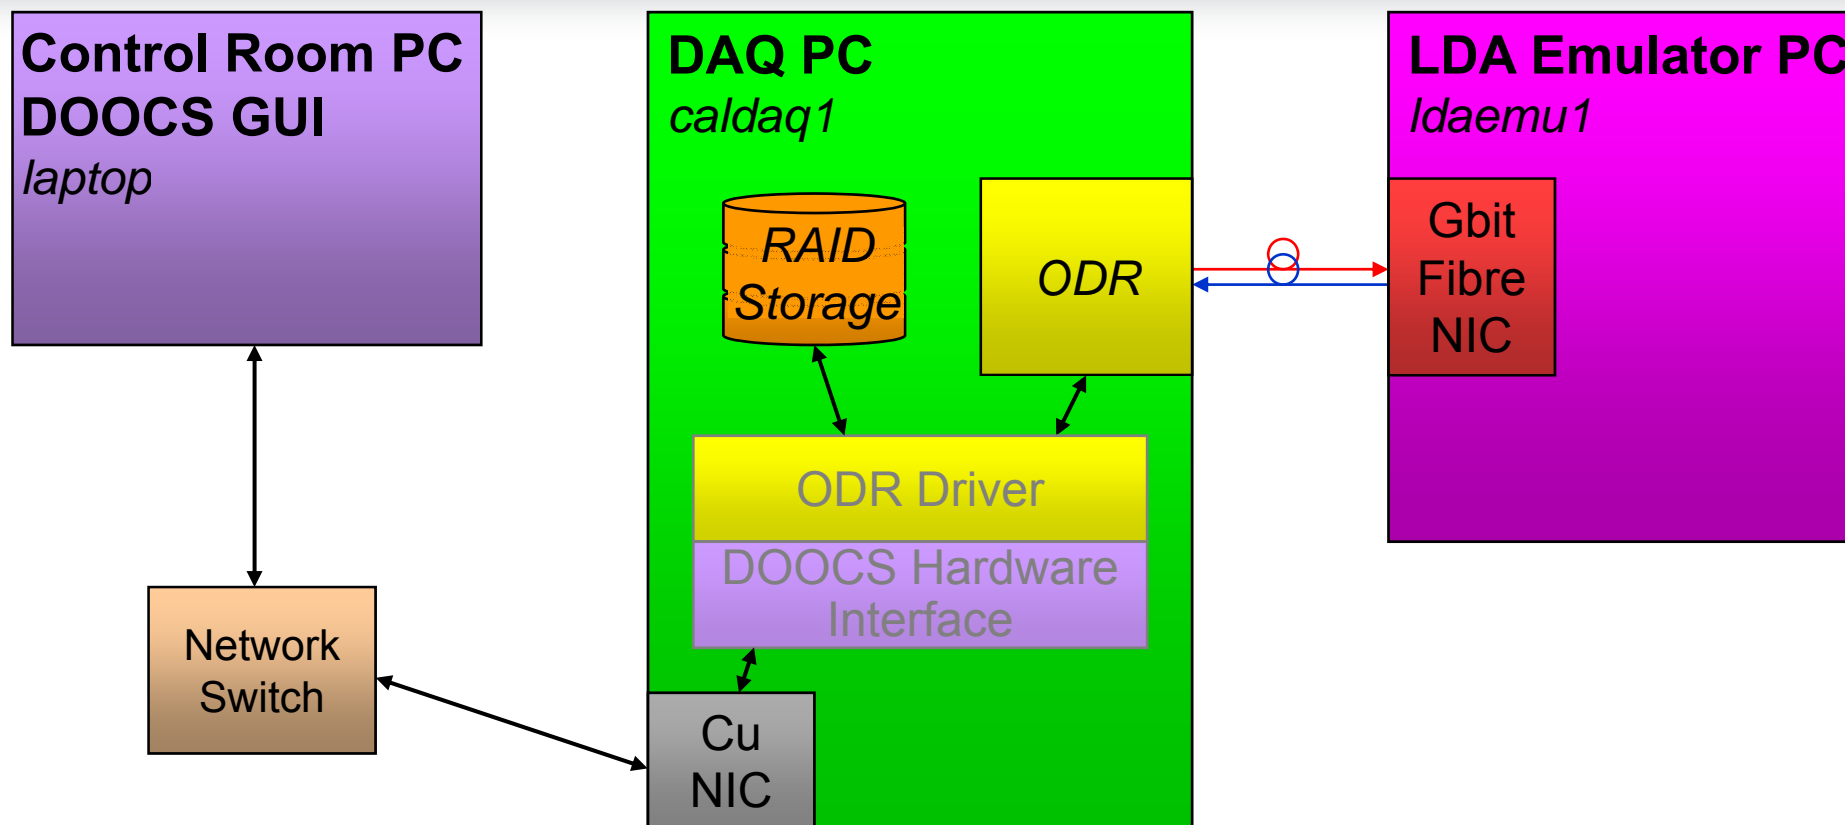 Control Room PC
DOOCS GUI
laptop
DAQ PC
caldaq1
LDA Emulator PC
ldaemu1
RAID
Storage
ODR
Gbit
Fibre
NIC
ODR Driver
DOOCS Hardware
Interface
Network
Switch
Cu
NIC